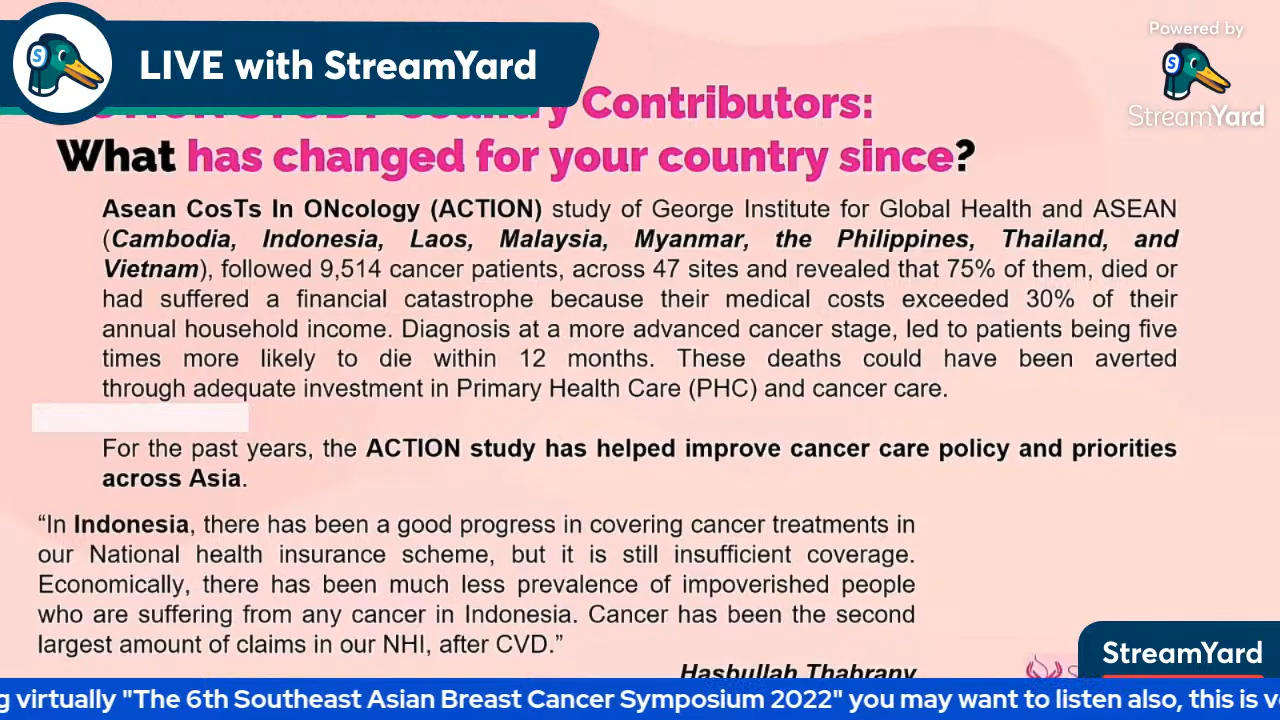 LIVE with StreamYard
Powered by
StreamYard
Contributors:
What has changed for your country since?
Asean CosTs In ONcology (ACTION) study of George Institute for Global Health and ASEAN
(Cambodia, Indonesia, Laos, Malaysia, Myanmar, the Philippines, Thailand, and
Vietnam), followed 9,514 cancer patients, across 47 sites and revealed that 75% of them, died or
had suffered a financial catastrophe because their medical costs exceeded 30% of their
annual household income. Diagnosis at a more advanced cancer stage, led to patients being five
times more likely to die within 12 months. These deaths could have been averted
through adequate investment in Primary Health Care (PHC) and cancer care.
For the past years, the ACTION study has helped improve cancer care policy and priorities
across Asia.
“In Indonesia, there has been a good progress in covering cancer treatments in
our National health insurance scheme, but it is still insufficient coverage.
Economically, there has been much less prevalence of impoverished people
who are suffering from any cancer in Indonesia. Cancer has been the second
largest amount of claims in our NHI, after CVD.”
Hasbullah Thabrany
StreamYard
g virtually "The 6th Southeast Asian Breast Cancer Symposium 2022" you may want to listen also, this is v